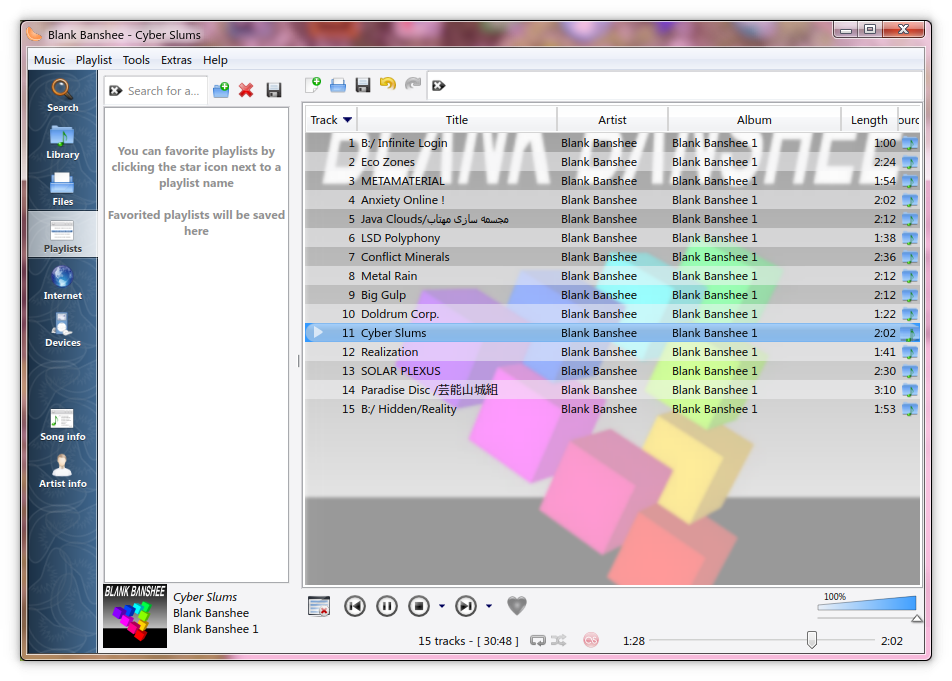 Blank Banshee - Cyber Slums
Music Playlist Tools Extras Help
Search
Library
Files
Playlists
Internet
Devices
Song info
Artist info
Search for a...
You can favorite playlists by
clicking the star icon next to a
playlist name
Favorited playlists will be saved
here
Track Title Artist Album Length ourc
BLANK BANSHEE
1 B:/ Infinite Login Blank Banshee Blank Banshee 1 1:00
2 Eco Zones Blank Banshee Blank Banshee 1 2:24
3 METAMATERIAL Blank Banshee Blank Banshee 1 1:54
4 Anxiety Online ! Blank Banshee Blank Banshee 1 2:02
5 Java Clouds/مجسمه سازی مهتاب Blank Banshee Blank Banshee 1 2:12
6 LSD Polyphony Blank Banshee Blank Banshee 1 1:38
7 Conflict Minerals Blank Banshee Blank Banshee 1 2:36
8 Metal Rain Blank Banshee Blank Banshee 1 2:12
9 Big Gulp Blank Banshee Blank Banshee 1 2:12
10 Doldrum Corp. Blank Banshee Blank Banshee 1 1:22
11 Cyber Slums Blank Banshee Blank Banshee 1 2:02
12 Realization Blank Banshee Blank Banshee 1 1:41
13 SOLAR PLEXUS Blank Banshee Blank Banshee 1 2:30
14 Paradise Disc /芸能山城組 Blank Banshee Blank Banshee 1 3:10
15 B:/ Hidden/Reality Blank Banshee Blank Banshee 1 1:53
BLANK BANSHEE
Cyber Slums
Blank Banshee
Blank Banshee 1
100%
15 tracks - [ 30:48 ] 1:28 2:02